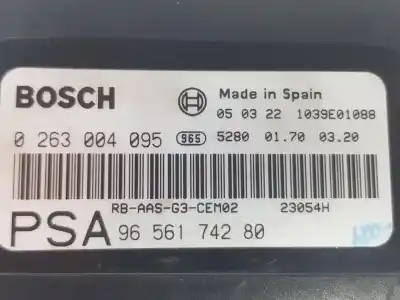 BOSCH Made in Spain
05 03 22 1039E01088
0 263 004 095 965 5280 01.70 03.20
RB-AAS-G3-CEM02 23054H
PSA 96 561 742 80